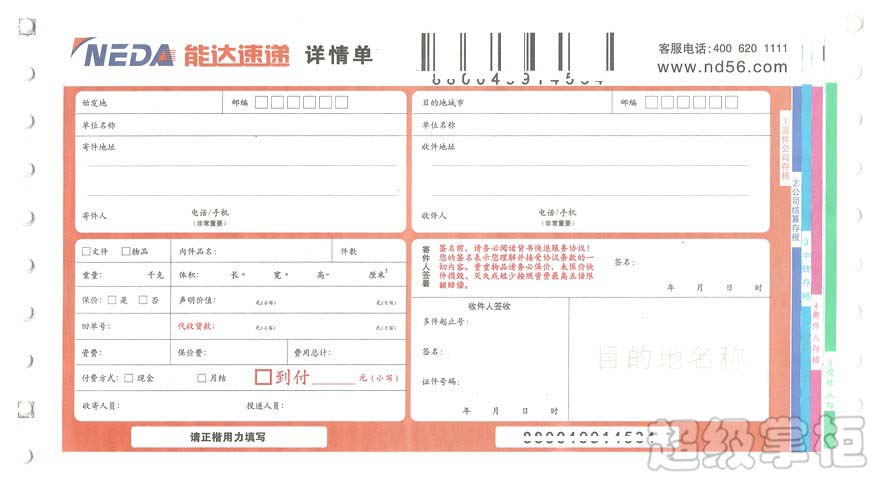 NEDA 能达速递 详情单
客服电话:400 620 1111
www.nd56.com
始发地 邮编
单位名称
寄件地址
寄件人 电话/手机
(非常重要)
目的地城市 邮编
单位名称
收件地址
收件人 电话/手机
(非常重要)
文件 物品 内件品名: 件数
重量: 千克 体积: 长× 宽× 高= 厘米³
保价: 是 否 声明价值: 元(小写) 元(大写)
回单号: 代收货款: 元(小写) 元(大写)
资费: 保价费: 费用总计:
付费方式: 现金 月结 到付 元(小写)
收寄人员: 投递人员:
寄件人签署
签名前,请务必阅读背书快递服务协议!
您的签名表示您理解并接受协议条款的一
切内容。贵重物品请务必保价,未保价快
件损毁、灭失或短少按照资费最高五倍限
额赔偿。
签名:
年 月 日 时
收件人签收
多件起止号:
签名:
证件号码:
年 月 日 时
目的地名称
请正楷用力填写
1 退件公司存根
2 公司结算存根
3 中转存根
4 寄件人存根
5 收件人存根
超级掌柜